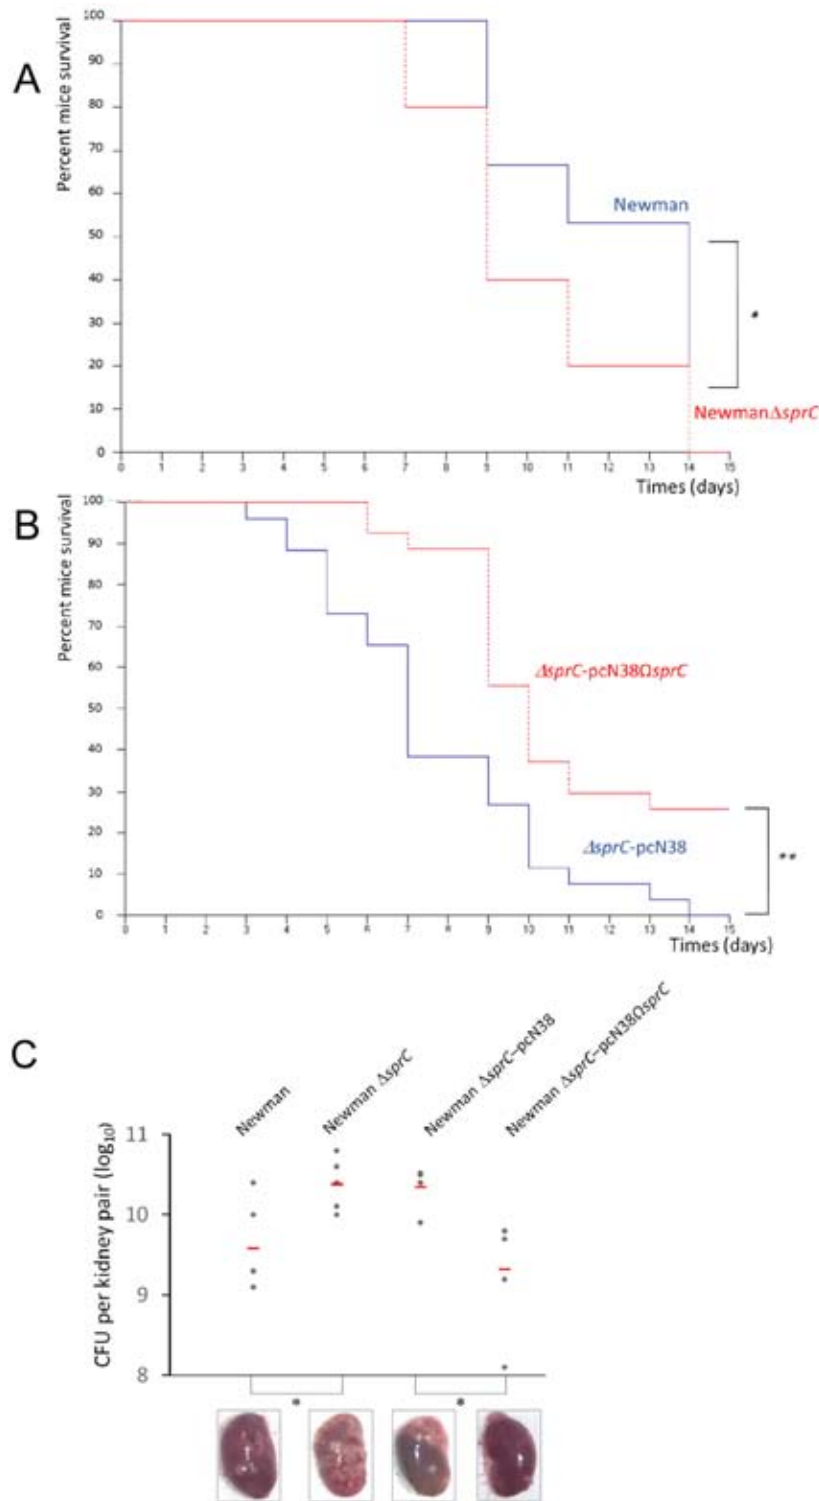 A
Percent mice survival
100
90
80
70
60
50
40
30
20
10
0
Newman
*
NewmanΔsprC
0 1 2 3 4 5 6 7 8 9 10 11 12 13 14 15
Times (days)
B
Percent mice survival
100
90
80
70
60
50
40
30
20
10
0
ΔsprC-pcN38ΩsprC
ΔsprC-pcN38
**
0 1 2 3 4 5 6 7 8 9 10 11 12 13 14 15
Times (days)
C
Newman
Newman ΔsprC
Newman ΔsprC–pcN38
Newman ΔsprC–pcN38ΩsprC
CFU per kidney pair (log10)
11
10
9
8
* *